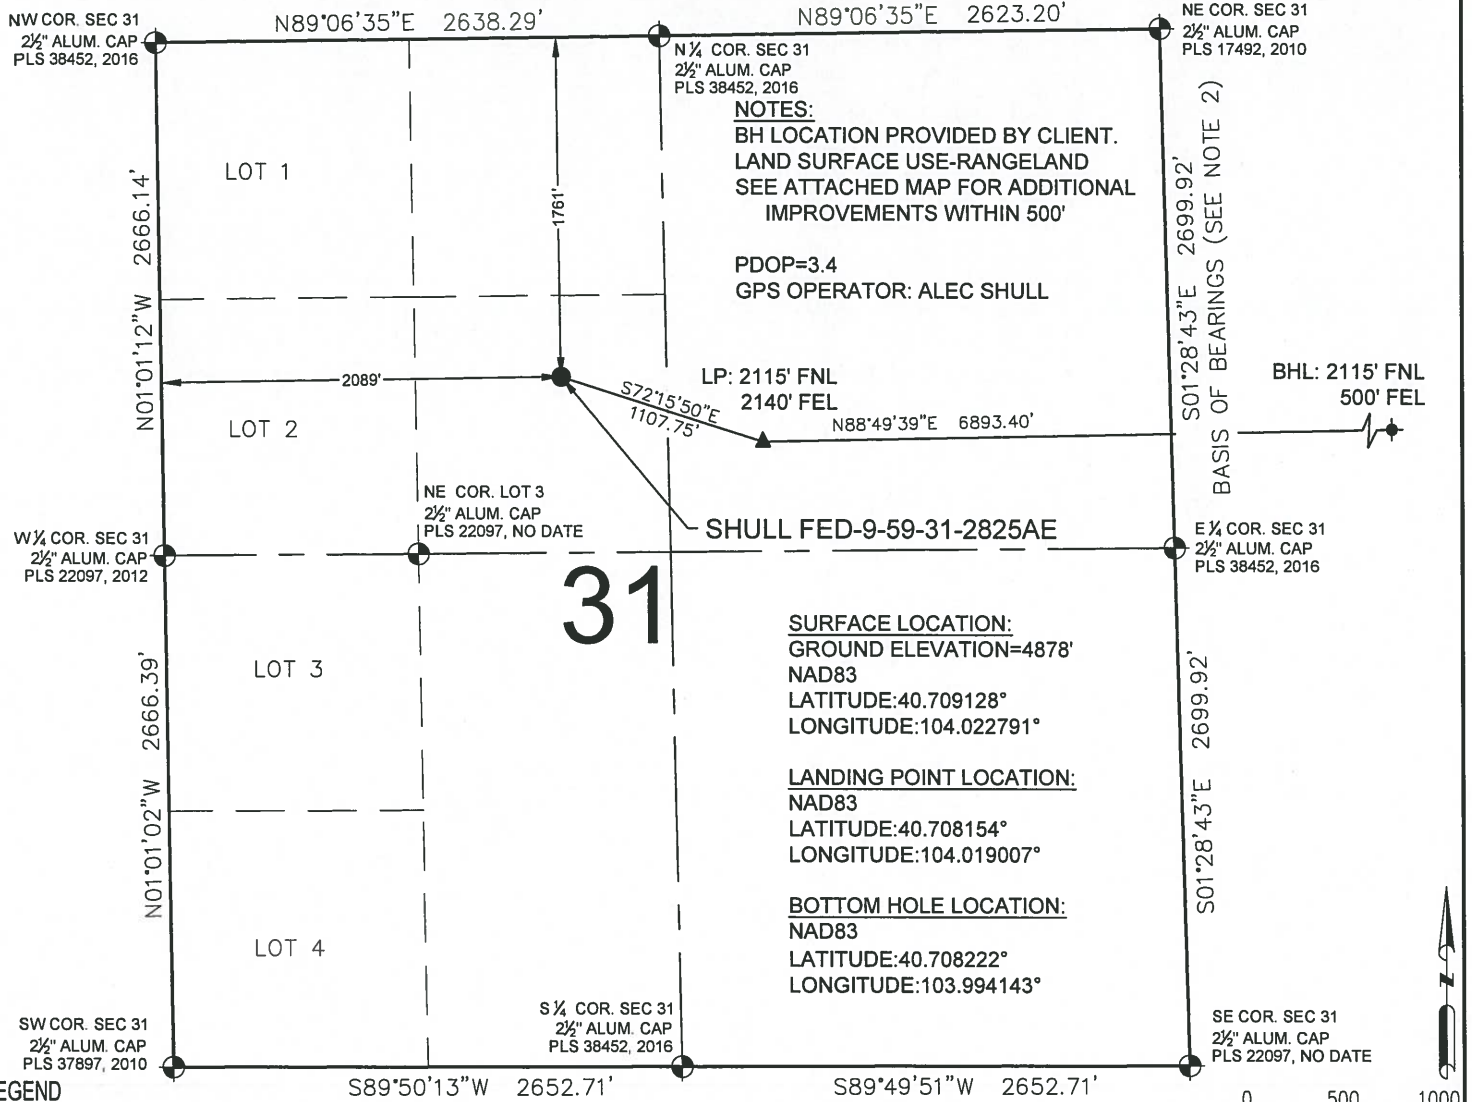 NW COR. SEC 31
2½" ALUM. CAP
PLS 38452, 2016
N89°06'35"E 2638.29'
N89°06'35"E 2623.20'
NE COR. SEC 31
2½" ALUM. CAP
PLS 17492, 2010
N ¼ COR. SEC 31
2½" ALUM. CAP
PLS 38452, 2016
NOTES:
BH LOCATION PROVIDED BY CLIENT.
LAND SURFACE USE-RANGELAND
SEE ATTACHED MAP FOR ADDITIONAL
IMPROVEMENTS WITHIN 500'
PDOP=3.4
GPS OPERATOR: ALEC SHULL
LOT 1
1761'
N01°01'12"W 2666.14'
S01°28'43"E 2699.92'
BASIS OF BEARINGS (SEE NOTE 2)
2089'
LP: 2115' FNL
2140' FEL
BHL: 2115' FNL
500' FEL
S72°15'50"E
1107.75'
N88°49'39"E 6893.40'
LOT 2
NE COR. LOT 3
2½" ALUM. CAP
PLS 22097, NO DATE
SHULL FED-9-59-31-2825AE
W ¼ COR. SEC 31
2½" ALUM. CAP
PLS 22097, 2012
E ¼ COR. SEC 31
2½" ALUM. CAP
PLS 38452, 2016
31
SURFACE LOCATION:
GROUND ELEVATION=4878'
NAD83
LATITUDE:40.709128°
LONGITUDE:104.022791°
LOT 3
N01°01'02"W 2666.39'
S01°28'43"E 2699.92'
LANDING POINT LOCATION:
NAD83
LATITUDE:40.708154°
LONGITUDE:104.019007°
BOTTOM HOLE LOCATION:
NAD83
LATITUDE:40.708222°
LONGITUDE:103.994143°
LOT 4
N
SW COR. SEC 31
2½" ALUM. CAP
PLS 37897, 2010
S ¼ COR. SEC 31
2½" ALUM. CAP
PLS 38452, 2016
SE COR. SEC 31
2½" ALUM. CAP
PLS 22097, NO DATE
EGEND
S89°50'13"W 2652.71'
S89°49'51"W 2652.71'
0 500 1000